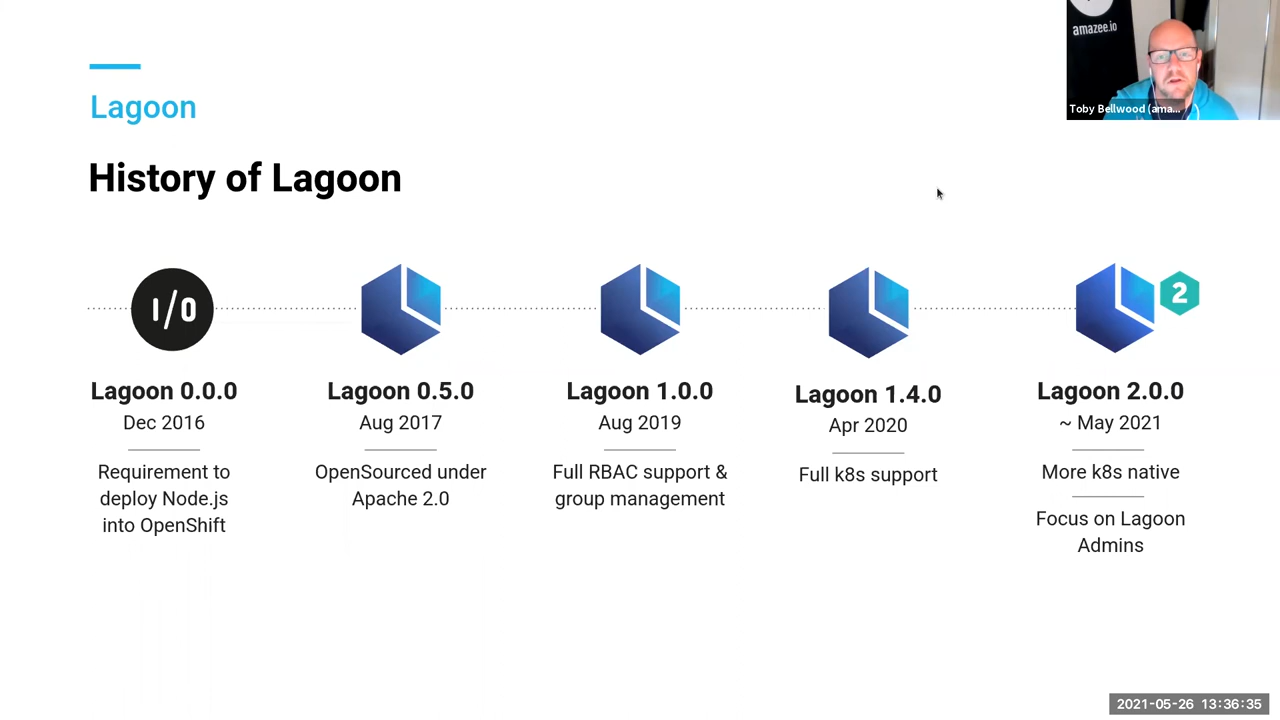 amazee.io
Toby Bellwood (ama...
Lagoon
History of Lagoon
I/O
2
Lagoon 0.0.0
Dec 2016
Requirement to
deploy Node.js
into OpenShift
Lagoon 0.5.0
Aug 2017
OpenSourced under
Apache 2.0
Lagoon 1.0.0
Aug 2019
Full RBAC support &
group management
Lagoon 1.4.0
Apr 2020
Full k8s support
Lagoon 2.0.0
~ May 2021
More k8s native
Focus on Lagoon
Admins
2021-05-26 13:36:35